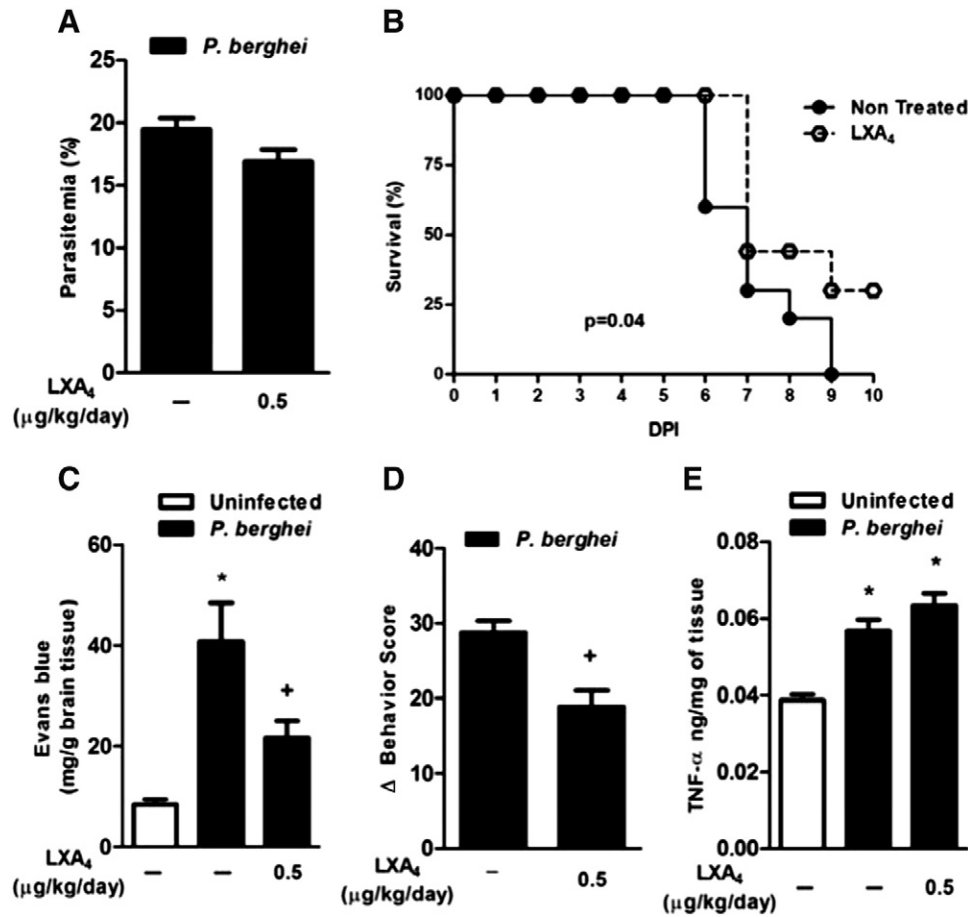 A
P. berghei
Parasitemia (%)
25
20
15
10
5
0
LXA4
(μg/kg/day)
— 0.5
B
Survival (%)
100
75
50
25
0
0 1 2 3 4 5 6 7 8 9 10
DPI
p=0.04
Non Treated
LXA4
C
Uninfected
P. berghei
Evans blue
(mg/g brain tissue)
60
40
20
0
*
+
LXA4
(μg/kg/day)
— — 0.5
D
P. berghei
Δ Behavior Score
40
30
20
10
0
+
LXA4
(μg/kg/day)
– 0.5
E
Uninfected
P. berghei
TNF-α ng/mg of tissue
0.08
0.06
0.04
0.02
0.00
*
*
LXA4
(μg/kg/day)
— — 0.5